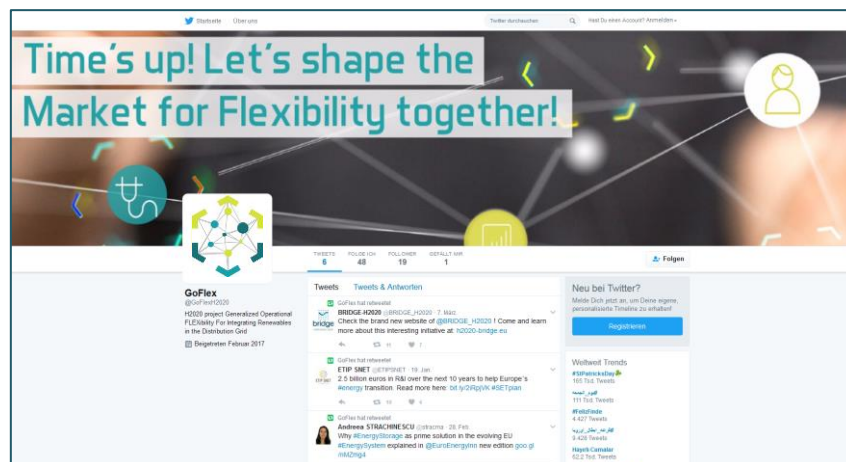 Startseite Über uns
Twitter durchsuchen
Hast Du einen Account? Anmelden
Time's up! Let's shape the
Market for Flexibility together!
TWEETS FOLGE ICH FOLLOWER GEFÄLLT MIR
6 48 19 1
Folgen
GoFlex
@GoFlexH2020
H2020 project Generalized Operational
FLEXibility For Integrating Renewables
in the Distribution Grid
Beigetreten Februar 2017
Tweets Tweets & Antworten
GoFlex hat retweetet
BRIDGE-H2020 @BRIDGE_H2020 · 7. März
Check the brand new website of @BRIDGE_H2020 ! Come and learn
more about this interesting initiative at h2020-bridge.eu
bridge
GoFlex hat retweetet
ETIP SNET @ETIPSNET · 19. Jan.
2.5 billion euros in R&I over the next 10 years to help Europe's
#energy transition. Read more here: bit.ly/2iRpjVK #SETplan
GoFlex hat retweetet
Andreea STRACHINESCU @stracma · 28. Feb.
Why #EnergyStorage as prime solution in the evolving EU
#EnergySystem explained in @EuroEnergyInn new edition goo.gl
Neu bei Twitter?
Melde Dich jetzt an, um Deine eigene,
personalisierte Timeline zu erhalten!
Registrieren
Weltweit Trends
#StPatricksDay
165 Tsd. Tweets
111 Tsd. Tweets
#FelizFinde
4.427 Tweets
9.428 Tweets
Hayırlı Cumalar
62,2 Tsd. Tweets